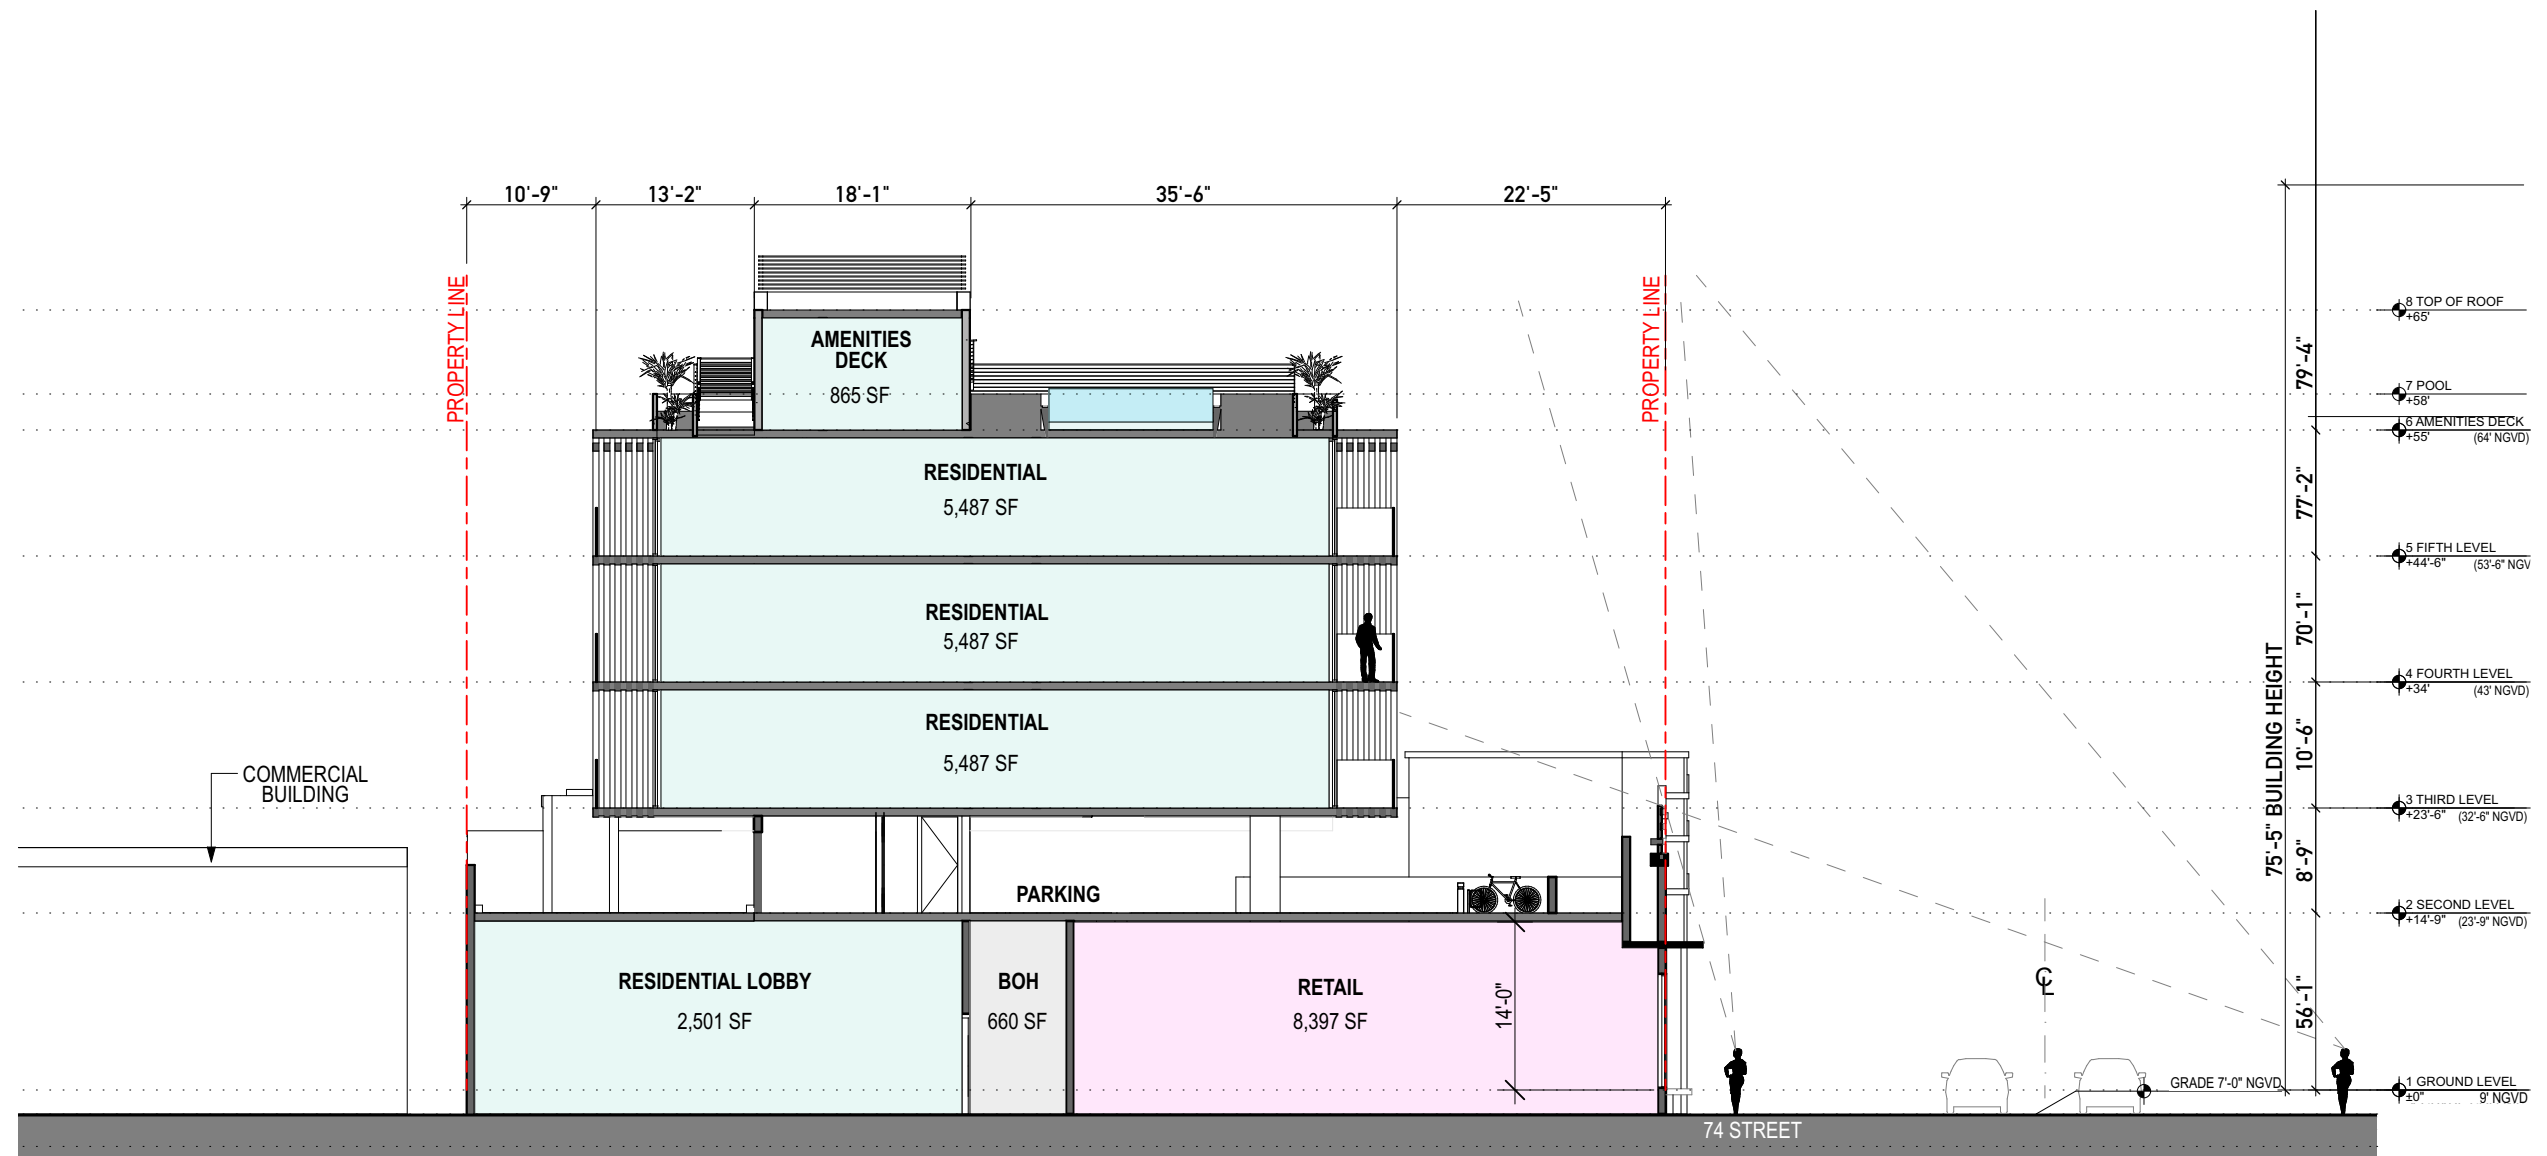 10'-9"
13'-2"
18'-1"
35'-6"
22'-5"
PROPERTY LINE
PROPERTY LINE
8 TOP OF ROOF
+65'
AMENITIES
DECK
865 SF
79'-4"
7 POOL
+58'
6 AMENITIES DECK
+55' (64' NGVD)
RESIDENTIAL
5,487 SF
77'-2"
5 FIFTH LEVEL
+44'-6" (53'-6" NGV
RESIDENTIAL
5,487 SF
70'-1"
4 FOURTH LEVEL
+34' (43' NGVD)
RESIDENTIAL
5,487 SF
75'-5" BUILDING HEIGHT
10'-6"
COMMERCIAL
BUILDING
3 THIRD LEVEL
+23'-6" (32'-6" NGVD)
8'-9"
PARKING
2 SECOND LEVEL
+14'-9" (23'-9" NGVD)
RESIDENTIAL LOBBY
2,501 SF
BOH
660 SF
RETAIL
8,397 SF
14'-0"
CL
56'-1"
GRADE 7'-0" NGVD
1 GROUND LEVEL
±0" 9' NGVD
74 STREET